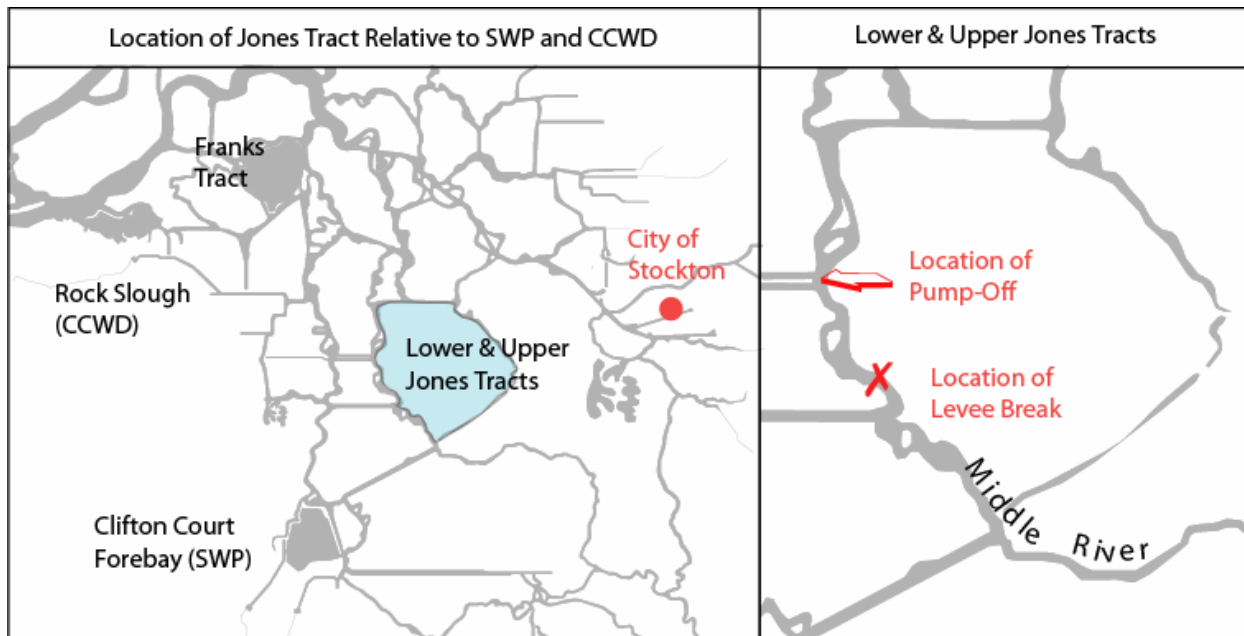 Location of Jones Tract Relative to SWP and CCWD
Franks
Tract
City of
Stockton
Rock Slough
(CCWD)
Lower & Upper
Jones Tracts
Clifton Court
Forebay (SWP)
Lower & Upper Jones Tracts
Location of
Pump-Off
Location of
Levee Break
Middle River